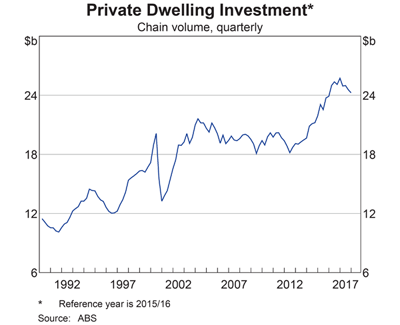 Private Dwelling Investment*
Chain volume, quarterly
$b $b
24 24
18 18
12 12
6 6
1992 1997 2002 2007 2012 2017
* Reference year is 2015/16
Source: ABS